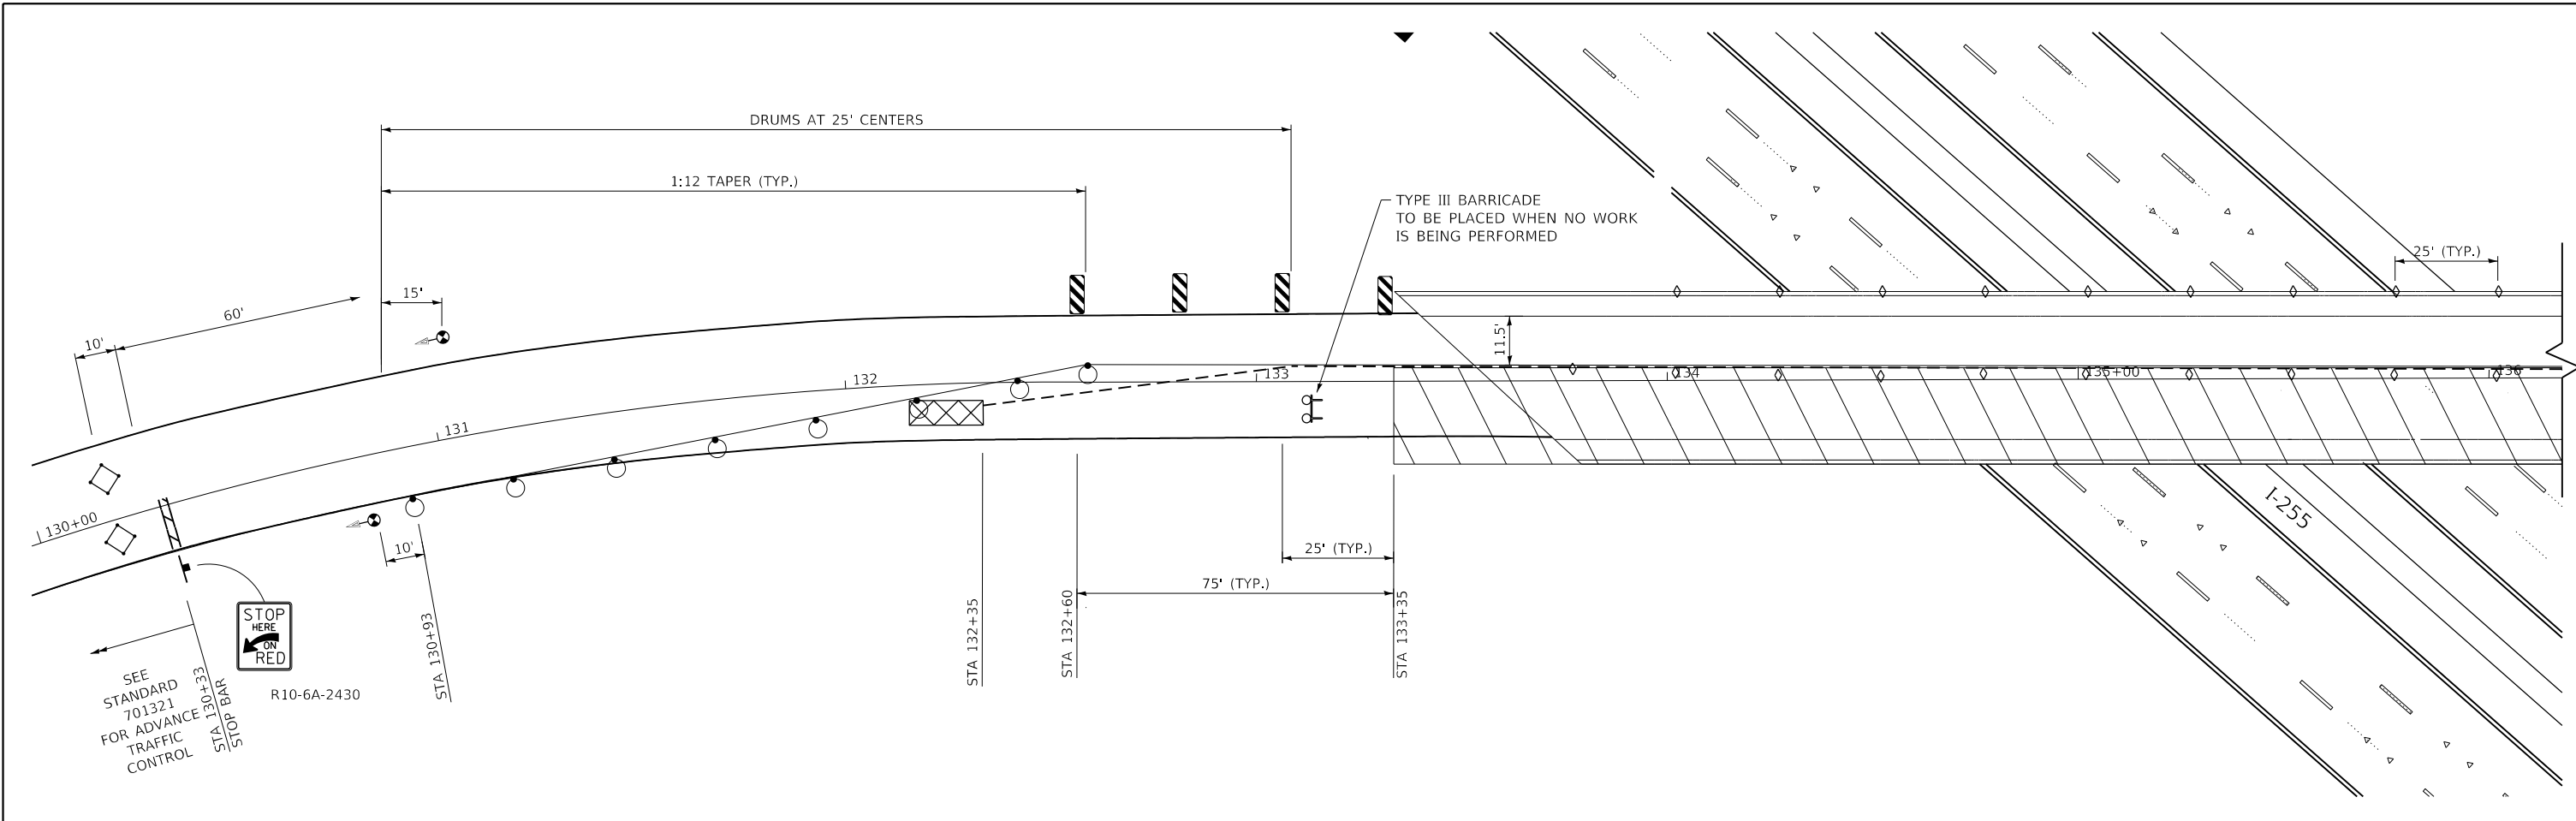 DRUMS AT 25' CENTERS
1:12 TAPER (TYP.)
TYPE III BARRICADE
TO BE PLACED WHEN NO WORK
IS BEING PERFORMED
25' (TYP.)
15'
60'
10'
11.5'
130+00
131
132
133
134
135+00
136
I-255
10'
25' (TYP.)
75' (TYP.)
STOP
HERE
ON
RED
R10-6A-2430
SEE
STANDARD
701321
FOR ADVANCE
TRAFFIC
CONTROL
STA 130+33
STOP BAR
STA 130+93
STA 132+35
STA 132+60
STA 133+35